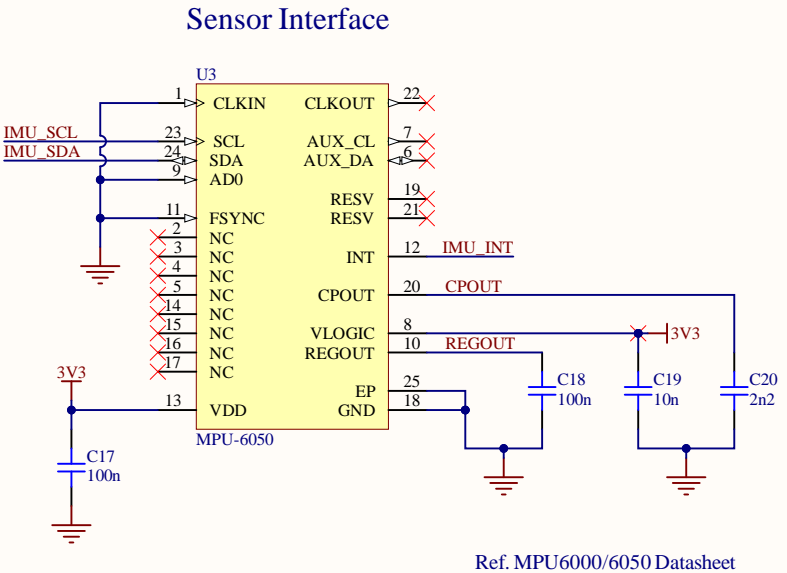 Sensor Interface
U3
1 CLKIN CLKOUT 22
IMU_SCL 23 SCL AUX_CL 7
IMU_SDA 24 SDA AUX_DA 6
9 AD0
RESV 19
11 FSYNC RESV 21
2 NC
3 NC INT 12 IMU_INT
4 NC
5 NC CPOUT 20 CPOUT
14 NC
15 NC VLOGIC 8 3V3
16 NC REGOUT 10 REGOUT
17 NC
3V3
C18
100n
C19
10n
C20
2n2
EP 25
13 VDD GND 18
MPU-6050
C17
100n
Ref. MPU6000/6050 Datasheet